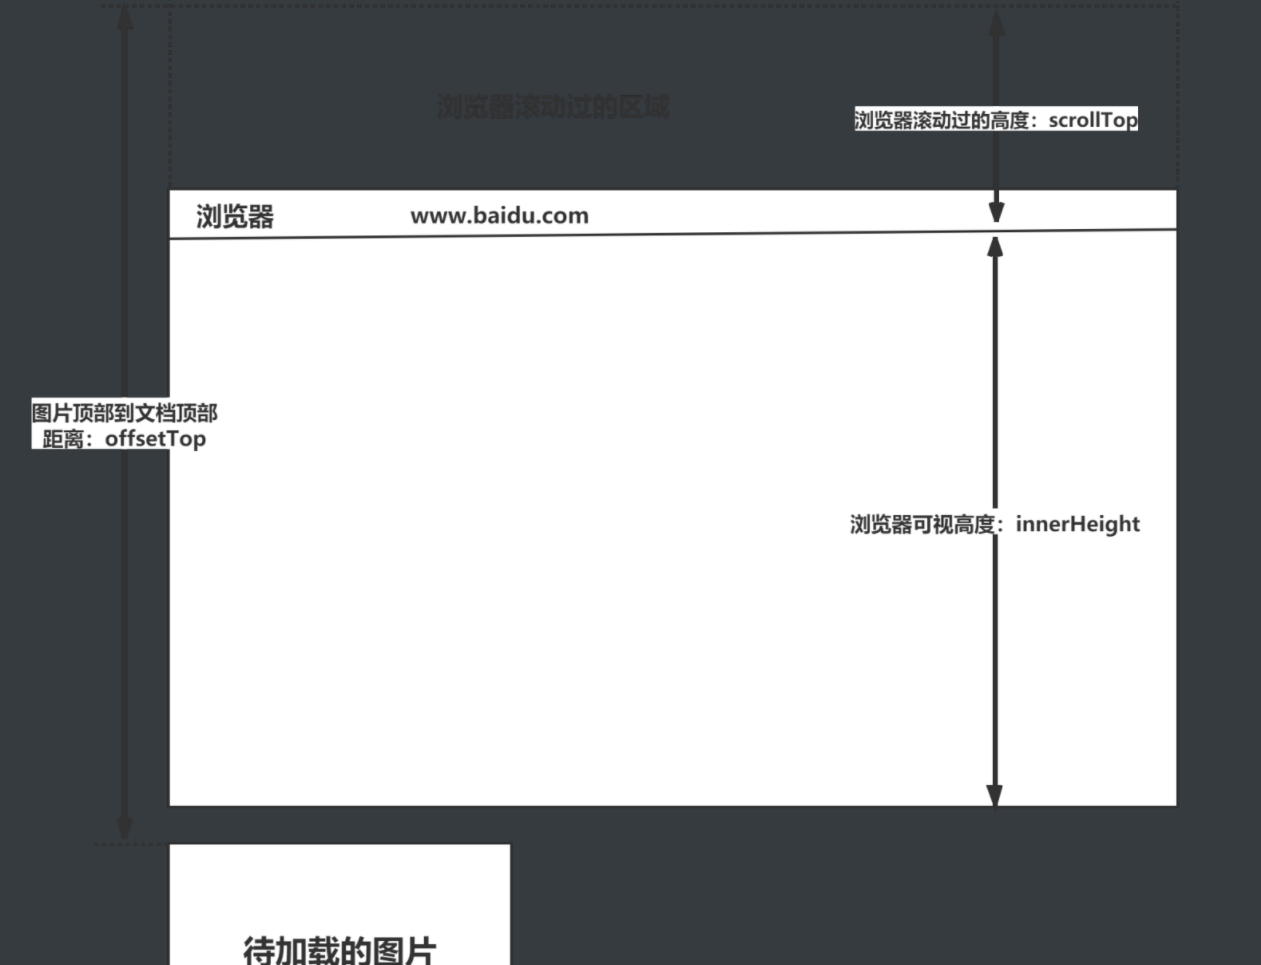 浏览器滚动过的区域
浏览器滚动过的高度：scrollTop
浏览器
www.baidu.com
图片顶部到文档顶部
距离：offsetTop
浏览器可视高度：innerHeight
待加载的图片